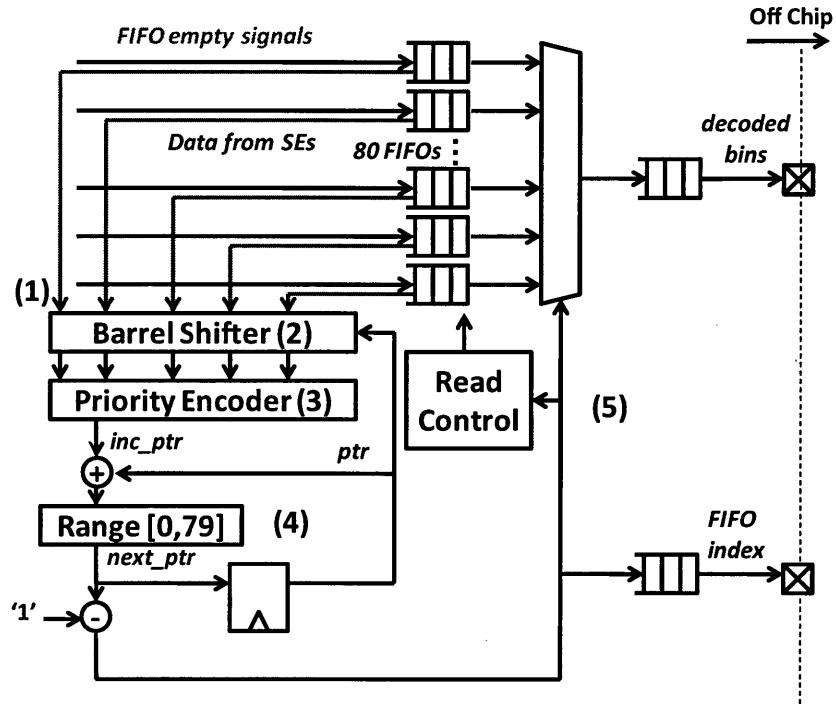 Off Chip
FIFO empty signals
Data from SEs
80 FIFOs
decoded
bins
(1)
Barrel Shifter (2)
Priority Encoder (3)
Read
Control
(5)
inc_ptr
ptr
+
Range [0,79]
(4)
next_ptr
FIFO
index
'1'
-